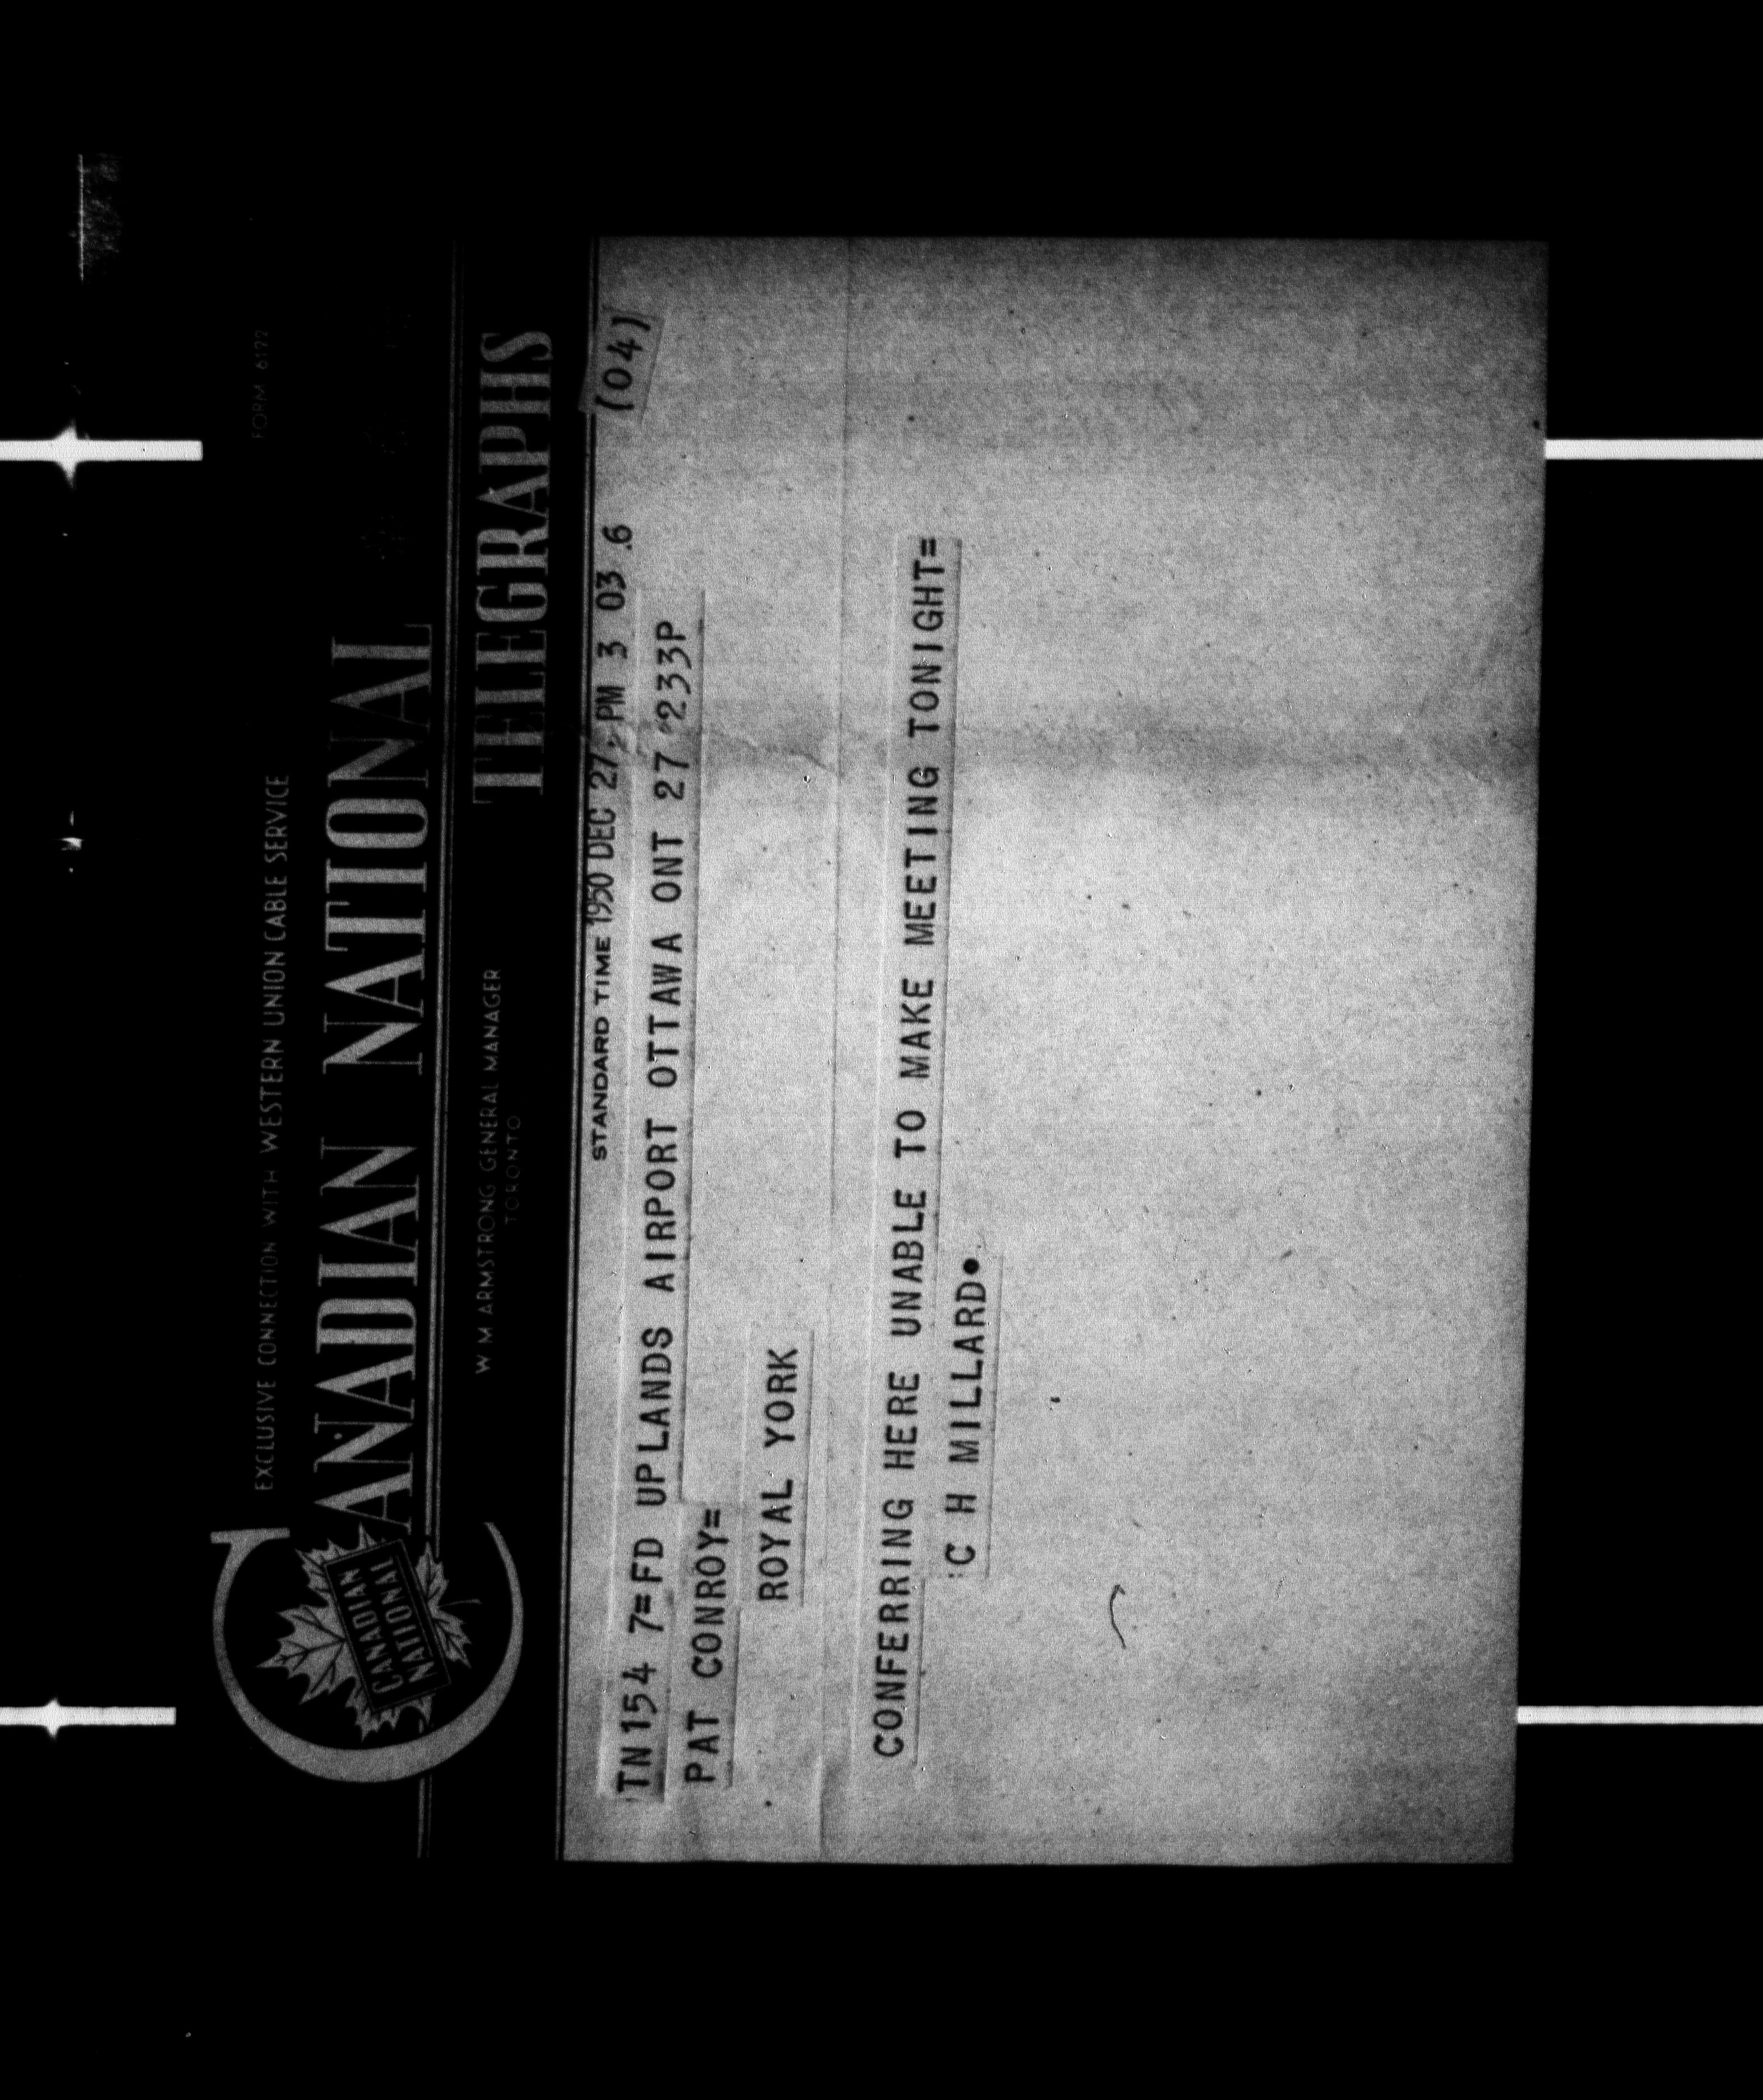 EXCLUSIVE CONNECTION WITH WESTERN UNION CABLE SERVICE
FORM 6122
CANADIAN NATIONAL
CANADIAN
NATIONAL
TELEGRAPHS
W M ARMSTRONG GENERAL MANAGER
TORONTO
STANDARD TIME 1950 DEC 27 PM 3 03 .6
(04)
TN154 7=FD UPLANDS AIRPORT OTTAWA ONT 27 233P
PAT CONROY=
ROYAL YORK
CONFERRING HERE UNABLE TO MAKE MEETING TONIGHT=
C H MILLARD.